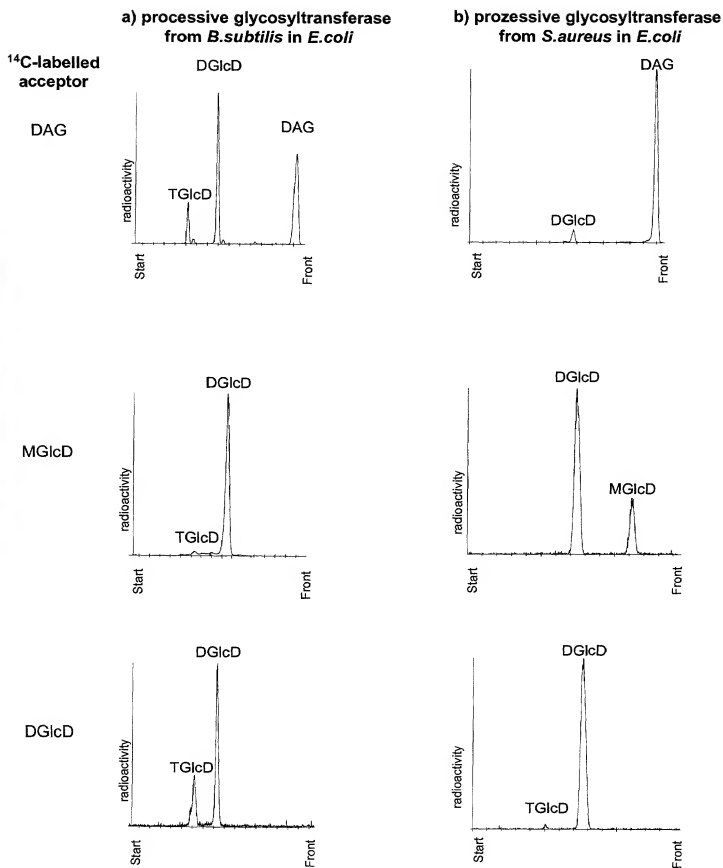 a) processive glycosyltransferase
from B.subtilis in E.coli
b) prozessive glycosyltransferase
from S.aureus in E.coli
14C-labelled
acceptor
DAG
radioactivity
TGlcD
DGlcD
DAG
Start
Front
radioactivity
DGlcD
DAG
Start
Front
MGlcD
radioactivity
TGlcD
DGlcD
Start
Front
radioactivity
DGlcD
MGlcD
Start
Front
DGlcD
radioactivity
TGlcD
DGlcD
Start
Front
radioactivity
TGlcD
DGlcD
Start
Front